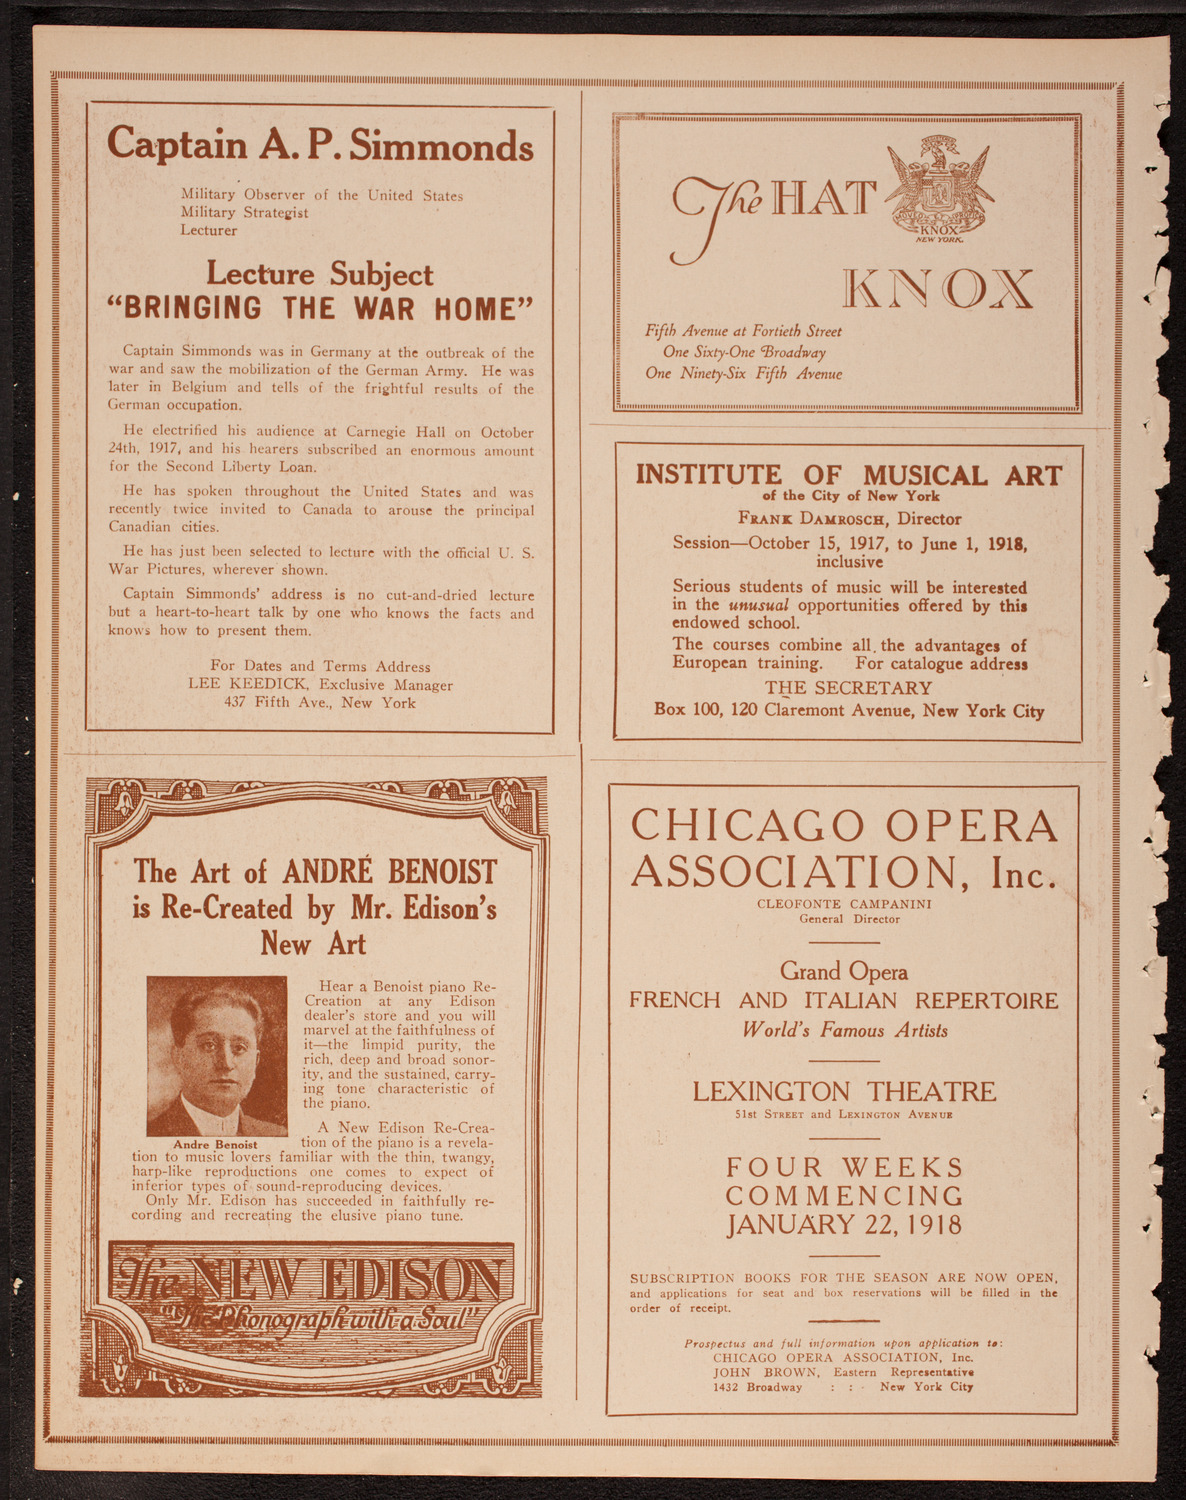 Captain A. P. Simmonds
Military Observer of the United States
Military Strategist
Lecturer
Lecture Subject
“BRINGING THE WAR HOME”
Captain Simmonds was in Germany at the outbreak of the
war and saw the mobilization of the German Army. He was
later in Belgium and tells of the frightful results of the
German occupation.
He electrified his audience at Carnegie Hall on October
24th, 1917, and his hearers subscribed an enormous amount
for the Second Liberty Loan.
He has spoken throughout the United States and was
recently twice invited to Canada to arouse the principal
Canadian cities.
He has just been selected to lecture with the official U. S.
War Pictures, wherever shown.
Captain Simmonds’ address is no cut-and-dried lecture
but a heart-to-heart talk by one who knows the facts and
knows how to present them.
For Dates and Terms Address
LEE KEEDICK, Exclusive Manager
437 Fifth Ave., New York
The HAT
KNOX
NEW YORK.
KNOX
Fifth Avenue at Fortieth Street
One Sixty-One Broadway
One Ninety-Six Fifth Avenue
INSTITUTE OF MUSICAL ART
of the City of New York
FRANK DAMROSCH, Director
Session—October 15, 1917, to June 1, 1918,
inclusive
Serious students of music will be interested
in the unusual opportunities offered by this
endowed school.
The courses combine all the advantages of
European training. For catalogue address
THE SECRETARY
Box 100, 120 Claremont Avenue, New York City
The Art of ANDRÉ BENOIST
is Re-Created by Mr. Edison’s
New Art
Hear a Benoist piano Re-
Creation at any Edison
dealer’s store and you will
marvel at the faithfulness of
it—the limpid purity, the
rich, deep and broad sonor-
ity, and the sustained, carry-
ing tone characteristic of
the piano.
A New Edison Re-Crea-
Andre Benoist
tion of the piano is a revela-
tion to music lovers familiar with the thin, twangy,
harp-like reproductions one comes to expect of
inferior types of sound-reproducing devices.
Only Mr. Edison has succeeded in faithfully re-
cording and recreating the elusive piano tune.
The NEW EDISON
“The Phonograph with a Soul”
CHICAGO OPERA
ASSOCIATION, Inc.
CLEOFONTE CAMPANINI
General Director
Grand Opera
FRENCH AND ITALIAN REPERTOIRE
World’s Famous Artists
LEXINGTON THEATRE
51st STREET and LEXINGTON AVENUE
FOUR WEEKS
COMMENCING
JANUARY 22, 1918
SUBSCRIPTION BOOKS FOR THE SEASON ARE NOW OPEN,
and applications for seat and box reservations will be filled in the
order of receipt.
Prospectus and full information upon application to:
CHICAGO OPERA ASSOCIATION, Inc.
JOHN BROWN, Eastern Representative
1432 Broadway : : - New York City